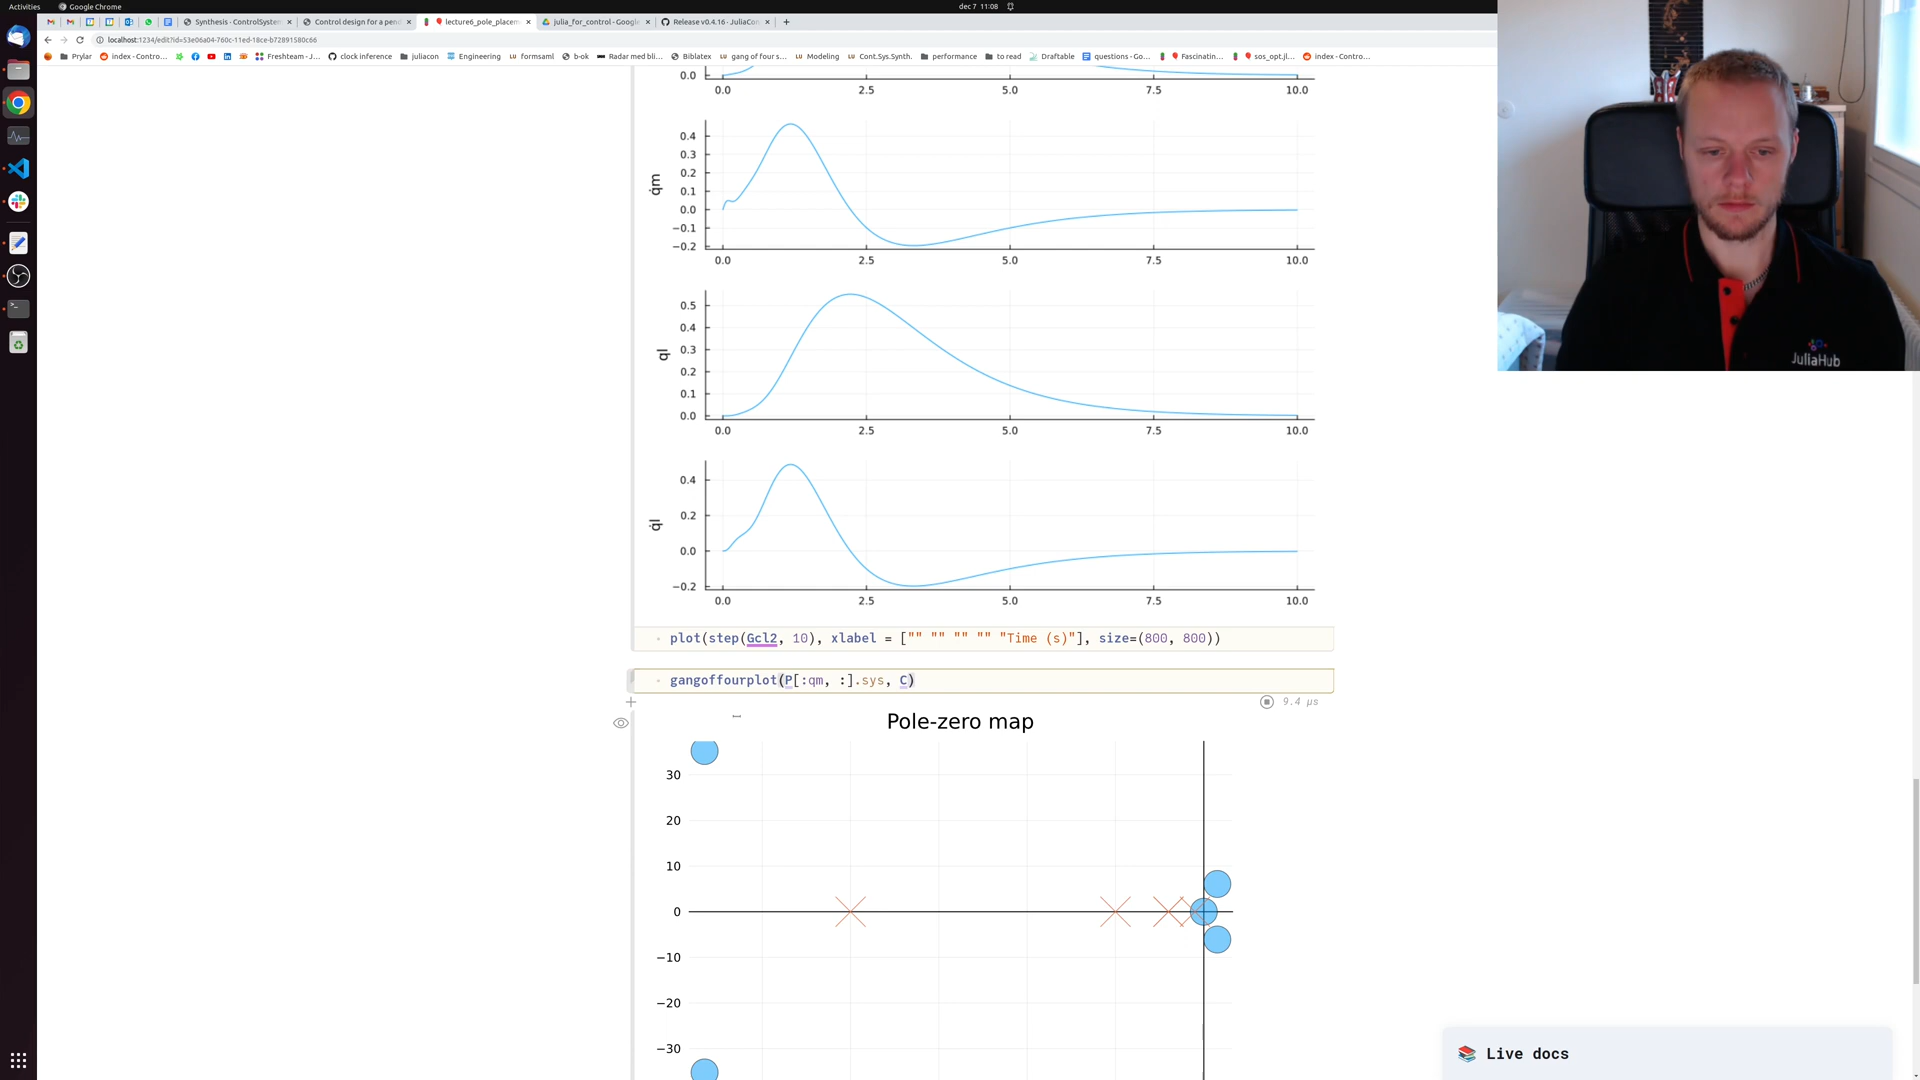 Activities
Google Chrome
dec 7 11:08
Synthesis · ControlSystem
Control design for a pend
lecture6_pole_placem
julia_for_control - Google
Release v0.4.16 · JuliaCon
localhost:1234/edit?id=53e06a04-760c-11ed-18ce-b72891580c66
Prylar
index - Contro...
Freshteam - J...
clock inference
juliacon
Engineering
formsaml
b-ok
Radar med bli...
Biblatex
gang of four s...
Modeling
Cont.Sys.Synth.
performance
to read
Draftable
questions - Go...
Fascinatin...
sos_opt.jl...
index - Contro...
0.0
0.0 2.5 5.0 7.5 10.0
0.4
0.3
0.2
0.1
0.0
−0.1
−0.2
q̇m
0.0 2.5 5.0 7.5 10.0
0.5
0.4
0.3
0.2
0.1
0.0
ql
0.0 2.5 5.0 7.5 10.0
0.4
0.2
0.0
−0.2
q̇l
0.0 2.5 5.0 7.5 10.0
plot(step(Gcl2, 10), xlabel = ["" "" "" "" "Time (s)"], size=(800, 800))
gangoffourplot(P[:qm, :].sys, C)
9.4 μs
Pole-zero map
30
20
10
0
−10
−20
−30
Live docs
JuliaHub